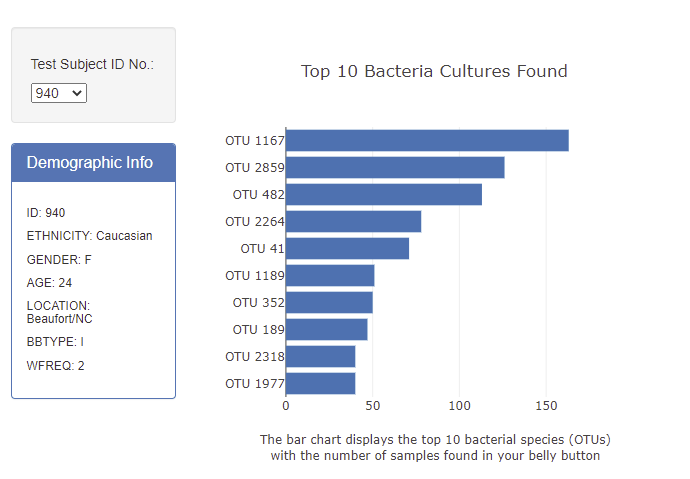 Test Subject ID No.:
940
Demographic Info
ID: 940
ETHNICITY: Caucasian
GENDER: F
AGE: 24
LOCATION:
Beaufort/NC
BBTYPE: I
WFREQ: 2
Top 10 Bacteria Cultures Found
OTU 1167
OTU 2859
OTU 482
OTU 2264
OTU 41
OTU 1189
OTU 352
OTU 189
OTU 2318
OTU 1977
0 50 100 150
The bar chart displays the top 10 bacterial species (OTUs)
with the number of samples found in your belly button